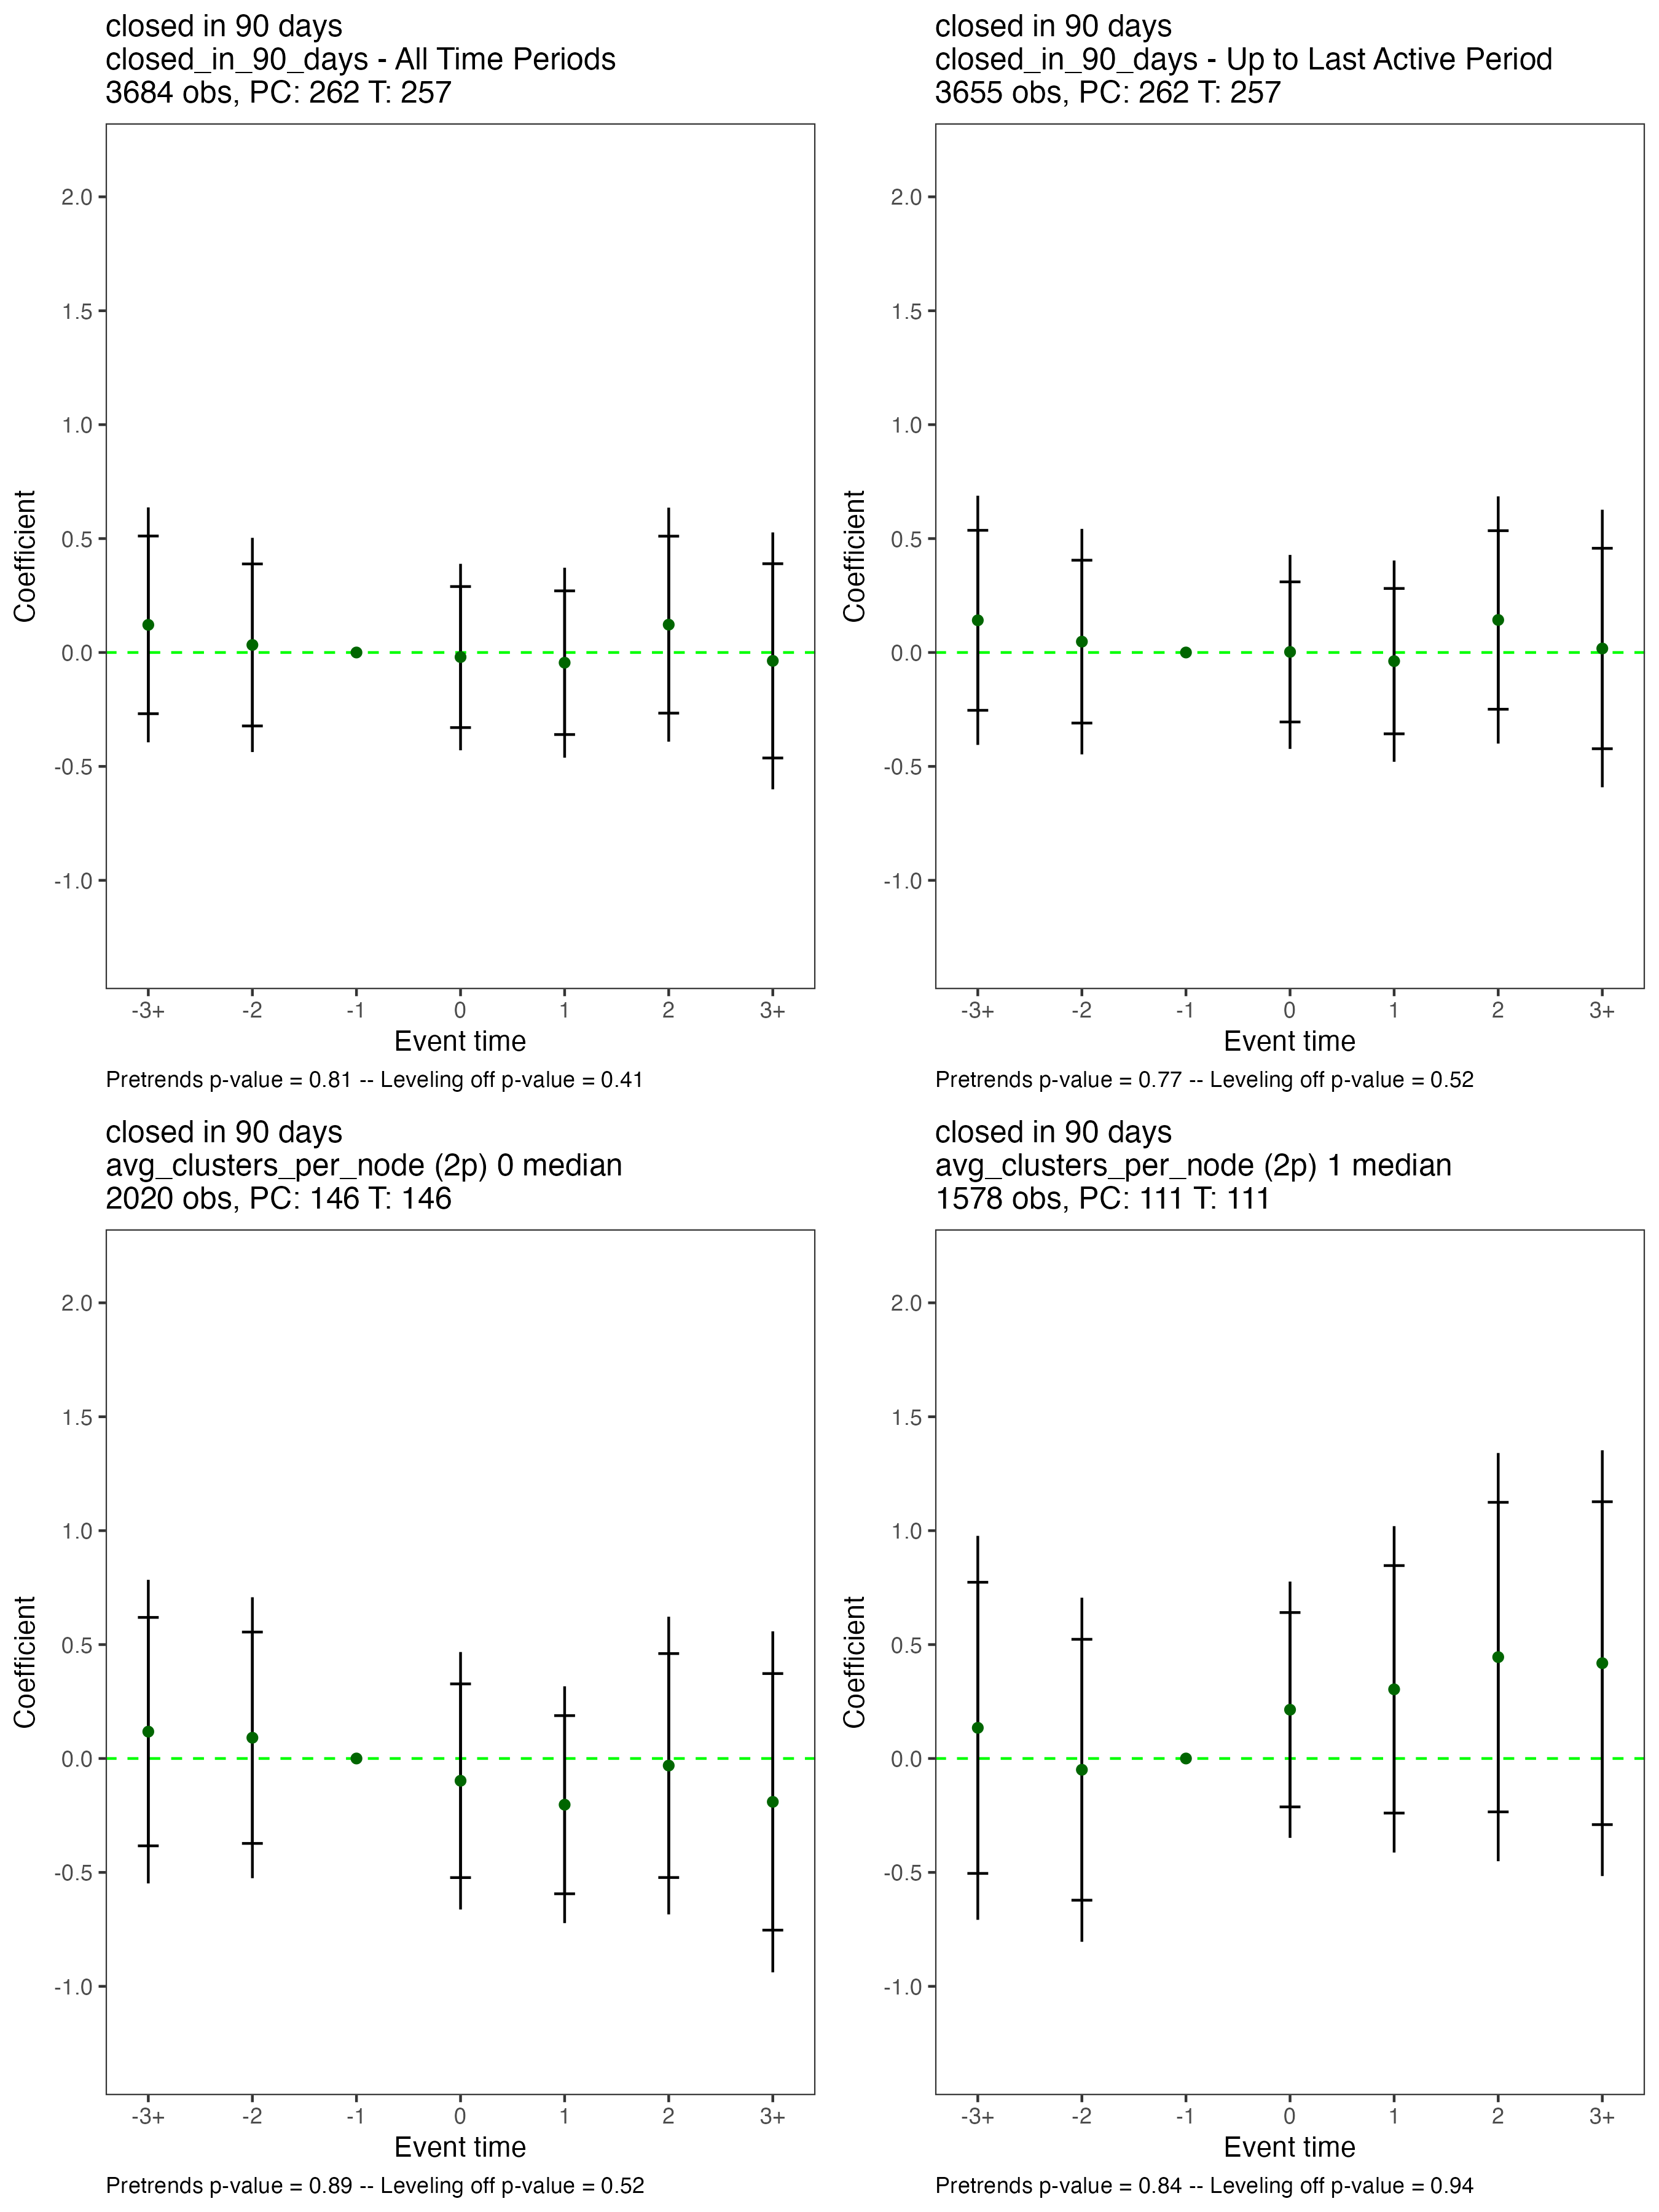 closed in 90 days
closed_in_90_days - All Time Periods
3684 obs, PC: 262 T: 257
2.0
1.5
1.0
0.5
0.0
-0.5
-1.0
Coefficient
-3+ -2 -1 0 1 2 3+
Event time
Pretrends p-value = 0.81 -- Leveling off p-value = 0.41
closed in 90 days
closed_in_90_days - Up to Last Active Period
3655 obs, PC: 262 T: 257
2.0
1.5
1.0
0.5
0.0
-0.5
-1.0
Coefficient
-3+ -2 -1 0 1 2 3+
Event time
Pretrends p-value = 0.77 -- Leveling off p-value = 0.52
closed in 90 days
avg_clusters_per_node (2p) 0 median
2020 obs, PC: 146 T: 146
2.0
1.5
1.0
0.5
0.0
-0.5
-1.0
Coefficient
-3+ -2 -1 0 1 2 3+
Event time
Pretrends p-value = 0.89 -- Leveling off p-value = 0.52
closed in 90 days
avg_clusters_per_node (2p) 1 median
1578 obs, PC: 111 T: 111
2.0
1.5
1.0
0.5
0.0
-0.5
-1.0
Coefficient
-3+ -2 -1 0 1 2 3+
Event time
Pretrends p-value = 0.84 -- Leveling off p-value = 0.94